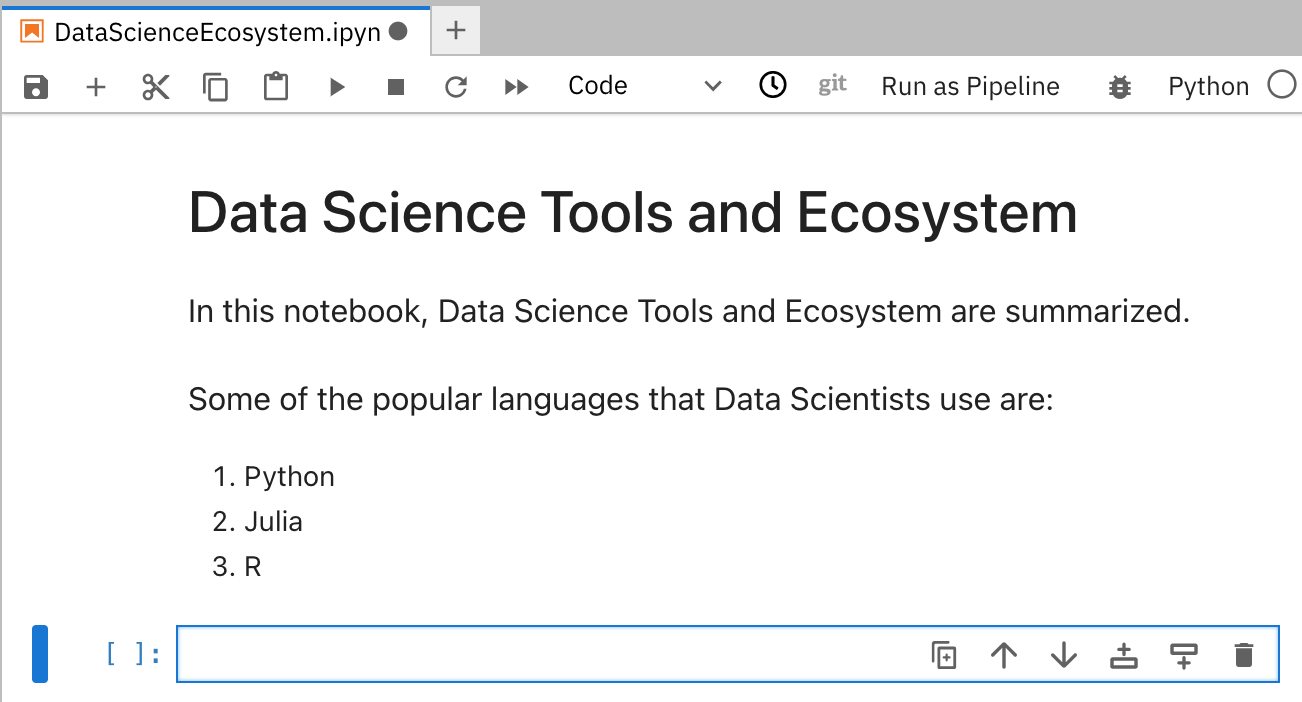 DataScienceEcosystem.ipyn
Code git Run as Pipeline Python
Data Science Tools and Ecosystem
In this notebook, Data Science Tools and Ecosystem are summarized.
Some of the popular languages that Data Scientists use are:
1. Python
2. Julia
3. R
[ ]: